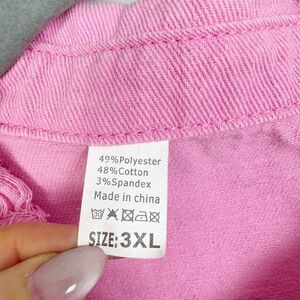 49%Polyester
48%Cotton
3%Spandex
Made in china
SIZE:3XL